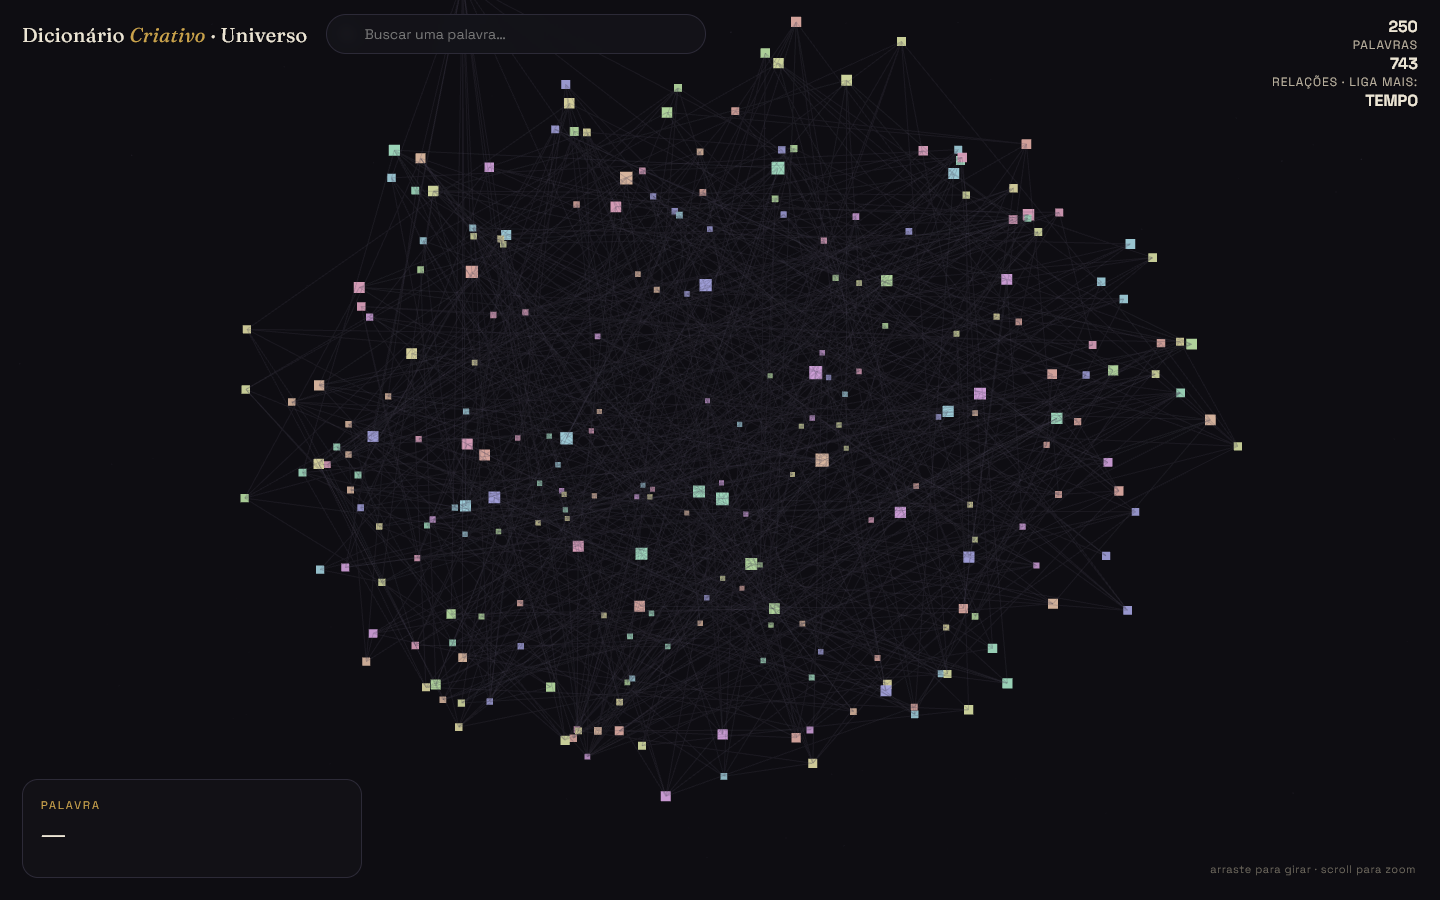 Dicionário Criativo · Universo
Buscar uma palavra...
250
PALAVRAS
743
RELAÇÕES · LIGA MAIS:
TEMPO
PALAVRA
—
arraste para girar · scroll para zoom